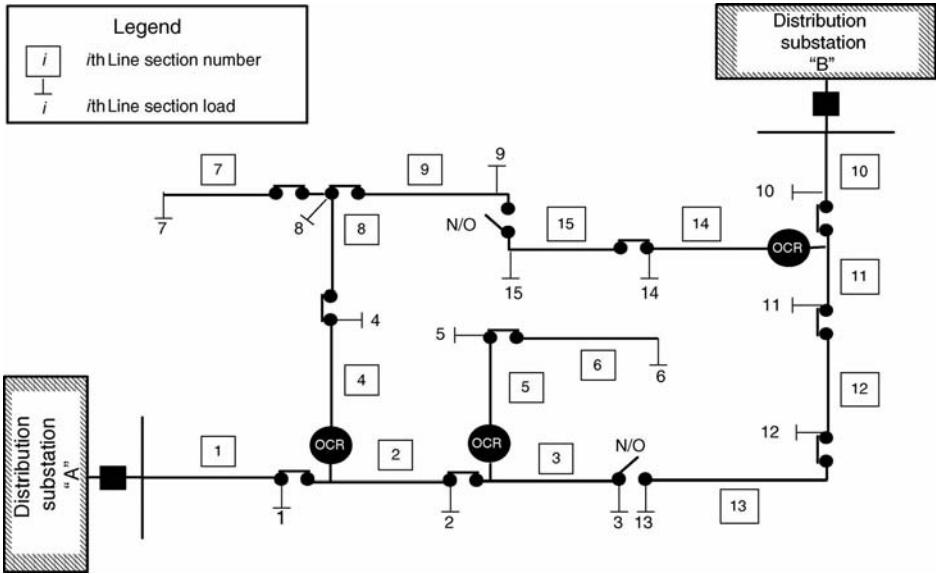 Legend
i
ith Line section number
i
ith Line section load
Distribution
substation
"B"
7
9
9
10
10
7
8
8
N/O
15
14
OCR
11
15
14
11
4
5
6
6
4
5
12
12
Distribution
substation
"A"
1
OCR
2
OCR
3
N/O
1
2
3
13
13